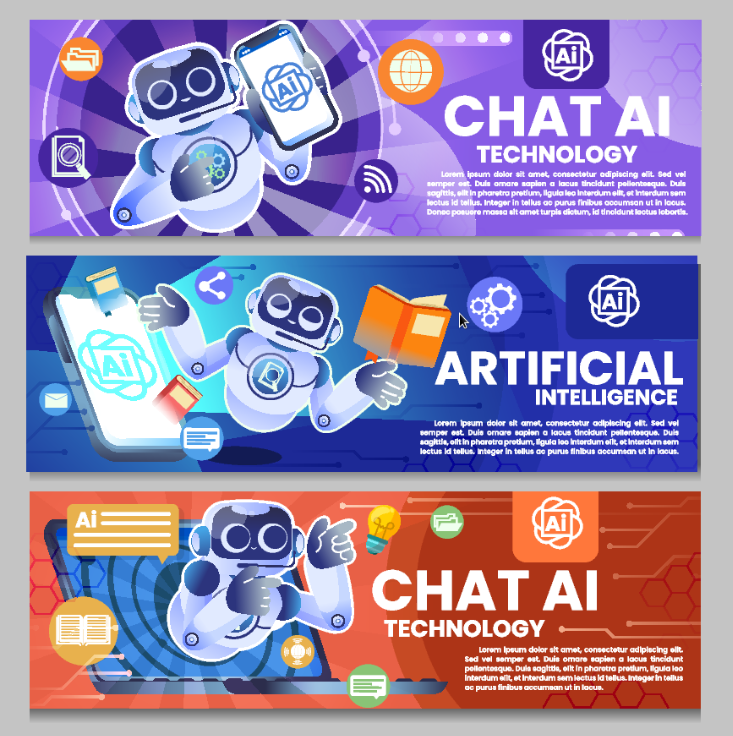 Ai
Ai
CHAT AI
TECHNOLOGY
Lorem ipsum dolor sit amet, consectetur adipiscing elit. Sed vel
semper est. Duis ornare sapien a lacus tincidunt pellentesque. Duis
sagittis, elit in pharetra pretium, ligula leo interdum elit, et interdum leo risus
lectus id tellus. Integer in tellus ac purus finibus accumsan ut in lacus.
Donec posuere massa sit amet turpis dictum, id tincidunt lectus lobortis.
Ai
Ai
ARTIFICIAL
INTELLIGENCE
Lorem ipsum dolor sit amet, consectetur adipiscing elit. Sed vel
semper est. Duis ornare sapien a lacus tincidunt pellentesque. Duis
sagittis, elit in pharetra pretium, ligula leo interdum elit, et interdum leo risus
lectus id tellus. Integer in tellus ac purus finibus accumsan ut in lacus.
Ai
Ai
CHAT AI
TECHNOLOGY
Lorem ipsum dolor sit amet, consectetur adipiscing elit.
Sed vel semper est. Duis ornare sapien a lacus tincidunt
pellentesque. Duis sagittis, elit in pharetra pretium, ligula leo
interdum elit, et interdum leo lectus id tellus. Integer in tellus
ac purus finibus accumsan ut in lacus.